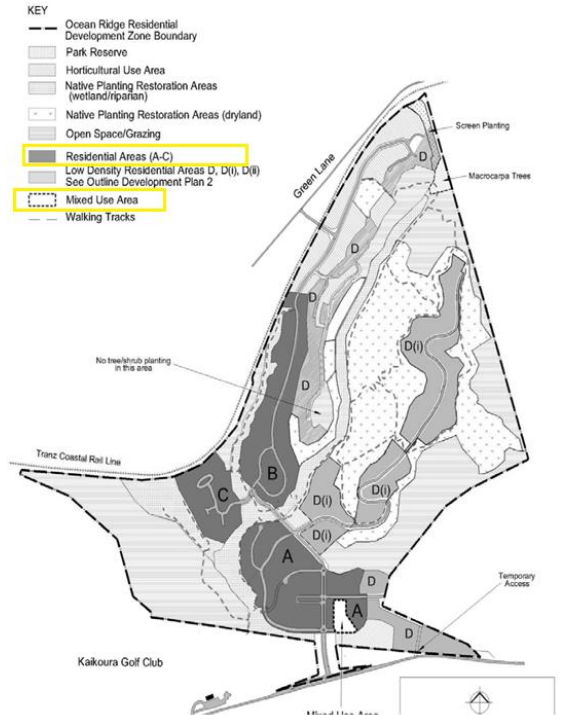 KEY
Ocean Ridge Residential
Development Zone Boundary
Park Reserve
Horticultural Use Area
Native Planting Restoration Areas
(wetland/riparian)
Native Planting Restoration Areas (dryland)
Open Space/Grazing
Residential Areas (A-C)
Low Density Residential Areas D, D(i), D(ii)
See Outline Development Plan 2
Mixed Use Area
Walking Tracks
Screen Planting
Green Lane
D
Macrocarpa Trees
D
D
D(i)
No tree/shrub planting
in this area
D
Tranz Coastal Rail Line
B
C
D(i)
D(i)
D(i)
A
D
Temporary
Access
A
D
Kaikoura Golf Club
Mixed Use Area